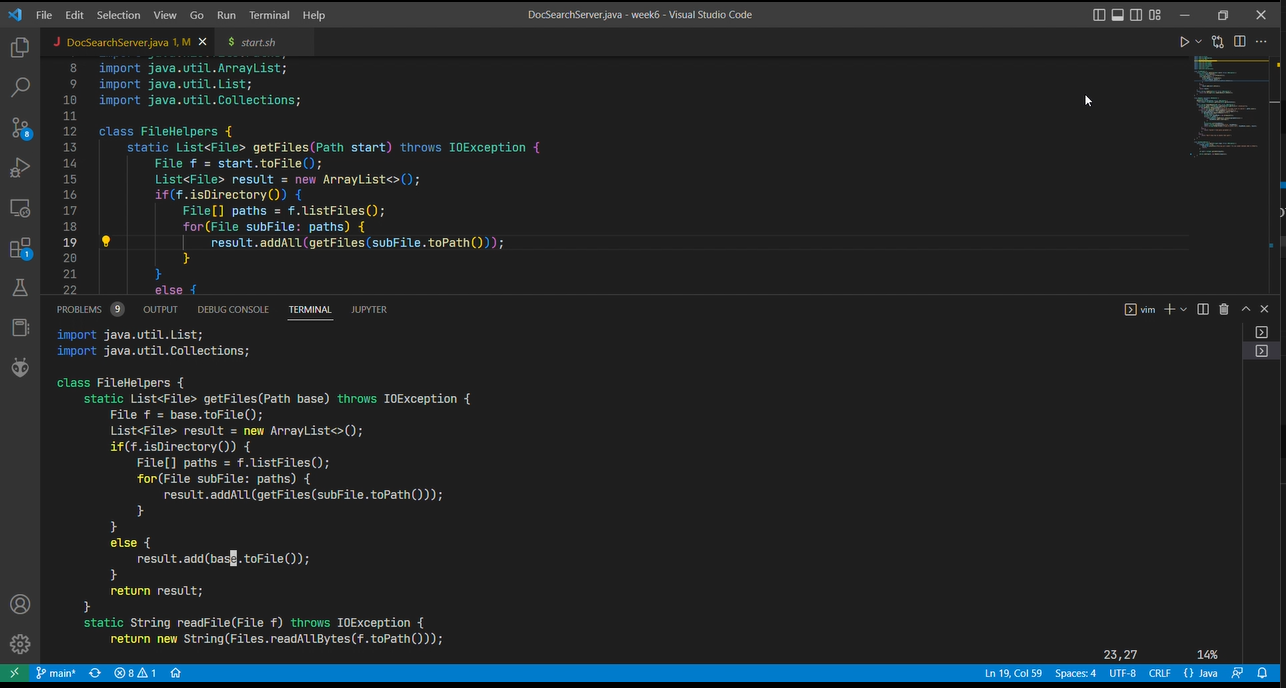 File Edit Selection View Go Run Terminal Help DocSearchServer.java - week6 - Visual Studio Code
J DocSearchServer.java 1, M $ start.sh
8 import java.util.ArrayList;
9 import java.util.List;
10 import java.util.Collections;
11
12 class FileHelpers {
13 static List<File> getFiles(Path start) throws IOException {
14 File f = start.toFile();
15 List<File> result = new ArrayList<>();
16 if(f.isDirectory()) {
17 File[] paths = f.listFiles();
18 for(File subFile: paths) {
19 result.addAll(getFiles(subFile.toPath()));
20 }
21 }
22 else {
8
1
PROBLEMS 9 OUTPUT DEBUG CONSOLE TERMINAL JUPYTER vim
import java.util.List;
import java.util.Collections;
class FileHelpers {
static List<File> getFiles(Path base) throws IOException {
File f = base.toFile();
List<File> result = new ArrayList<>();
if(f.isDirectory()) {
File[] paths = f.listFiles();
for(File subFile: paths) {
result.addAll(getFiles(subFile.toPath()));
}
}
else {
result.add(base.toFile());
}
return result;
}
static String readFile(File f) throws IOException {
return new String(Files.readAllBytes(f.toPath()));
23,27 14%
main* 8 1 Ln 19, Col 59 Spaces: 4 UTF-8 CRLF {} Java